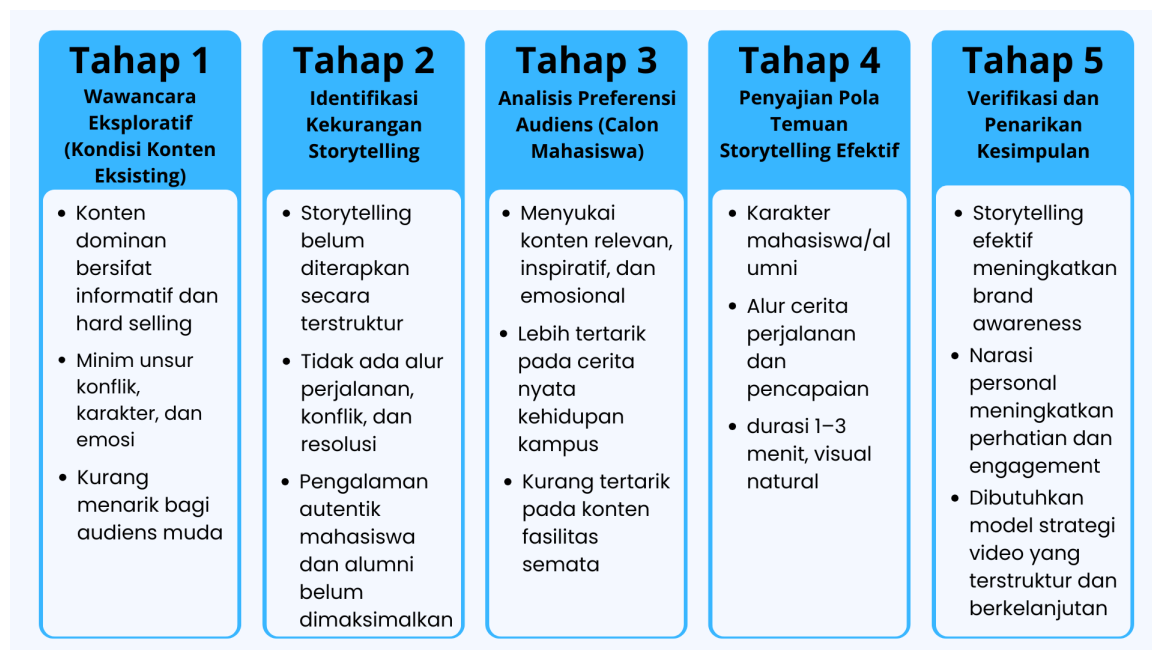 Tahap 1
Wawancara
Eksploratif
(Kondisi Konten
Eksisting)
• Konten
dominan
bersifat
informatif dan
hard selling
• Minim unsur
konflik,
karakter, dan
emosi
• Kurang
menarik bagi
audiens muda
Tahap 2
Identifikasi
Kekurangan
Storytelling
• Storytelling
belum
diterapkan
secara
terstruktur
• Tidak ada alur
perjalanan,
konflik, dan
resolusi
• Pengalaman
autentik
mahasiswa
dan alumni
belum
dimaksimalkan
Tahap 3
Analisis Preferensi
Audiens (Calon
Mahasiswa)
• Menyukai
konten relevan,
inspiratif, dan
emosional
• Lebih tertarik
pada cerita
nyata
kehidupan
kampus
• Kurang tertarik
pada konten
fasilitas
semata
Tahap 4
Penyajian Pola
Temuan
Storytelling Efektif
• Karakter
mahasiswa/al
umni
• Alur cerita
perjalanan
dan
pencapaian
• durasi 1–3
menit, visual
natural
Tahap 5
Verifikasi dan
Penarikan
Kesimpulan
• Storytelling
efektif
meningkatkan
brand
awareness
• Narasi
personal
meningkatkan
perhatian dan
engagement
• Dibutuhkan
model strategi
video yang
terstruktur dan
berkelanjutan